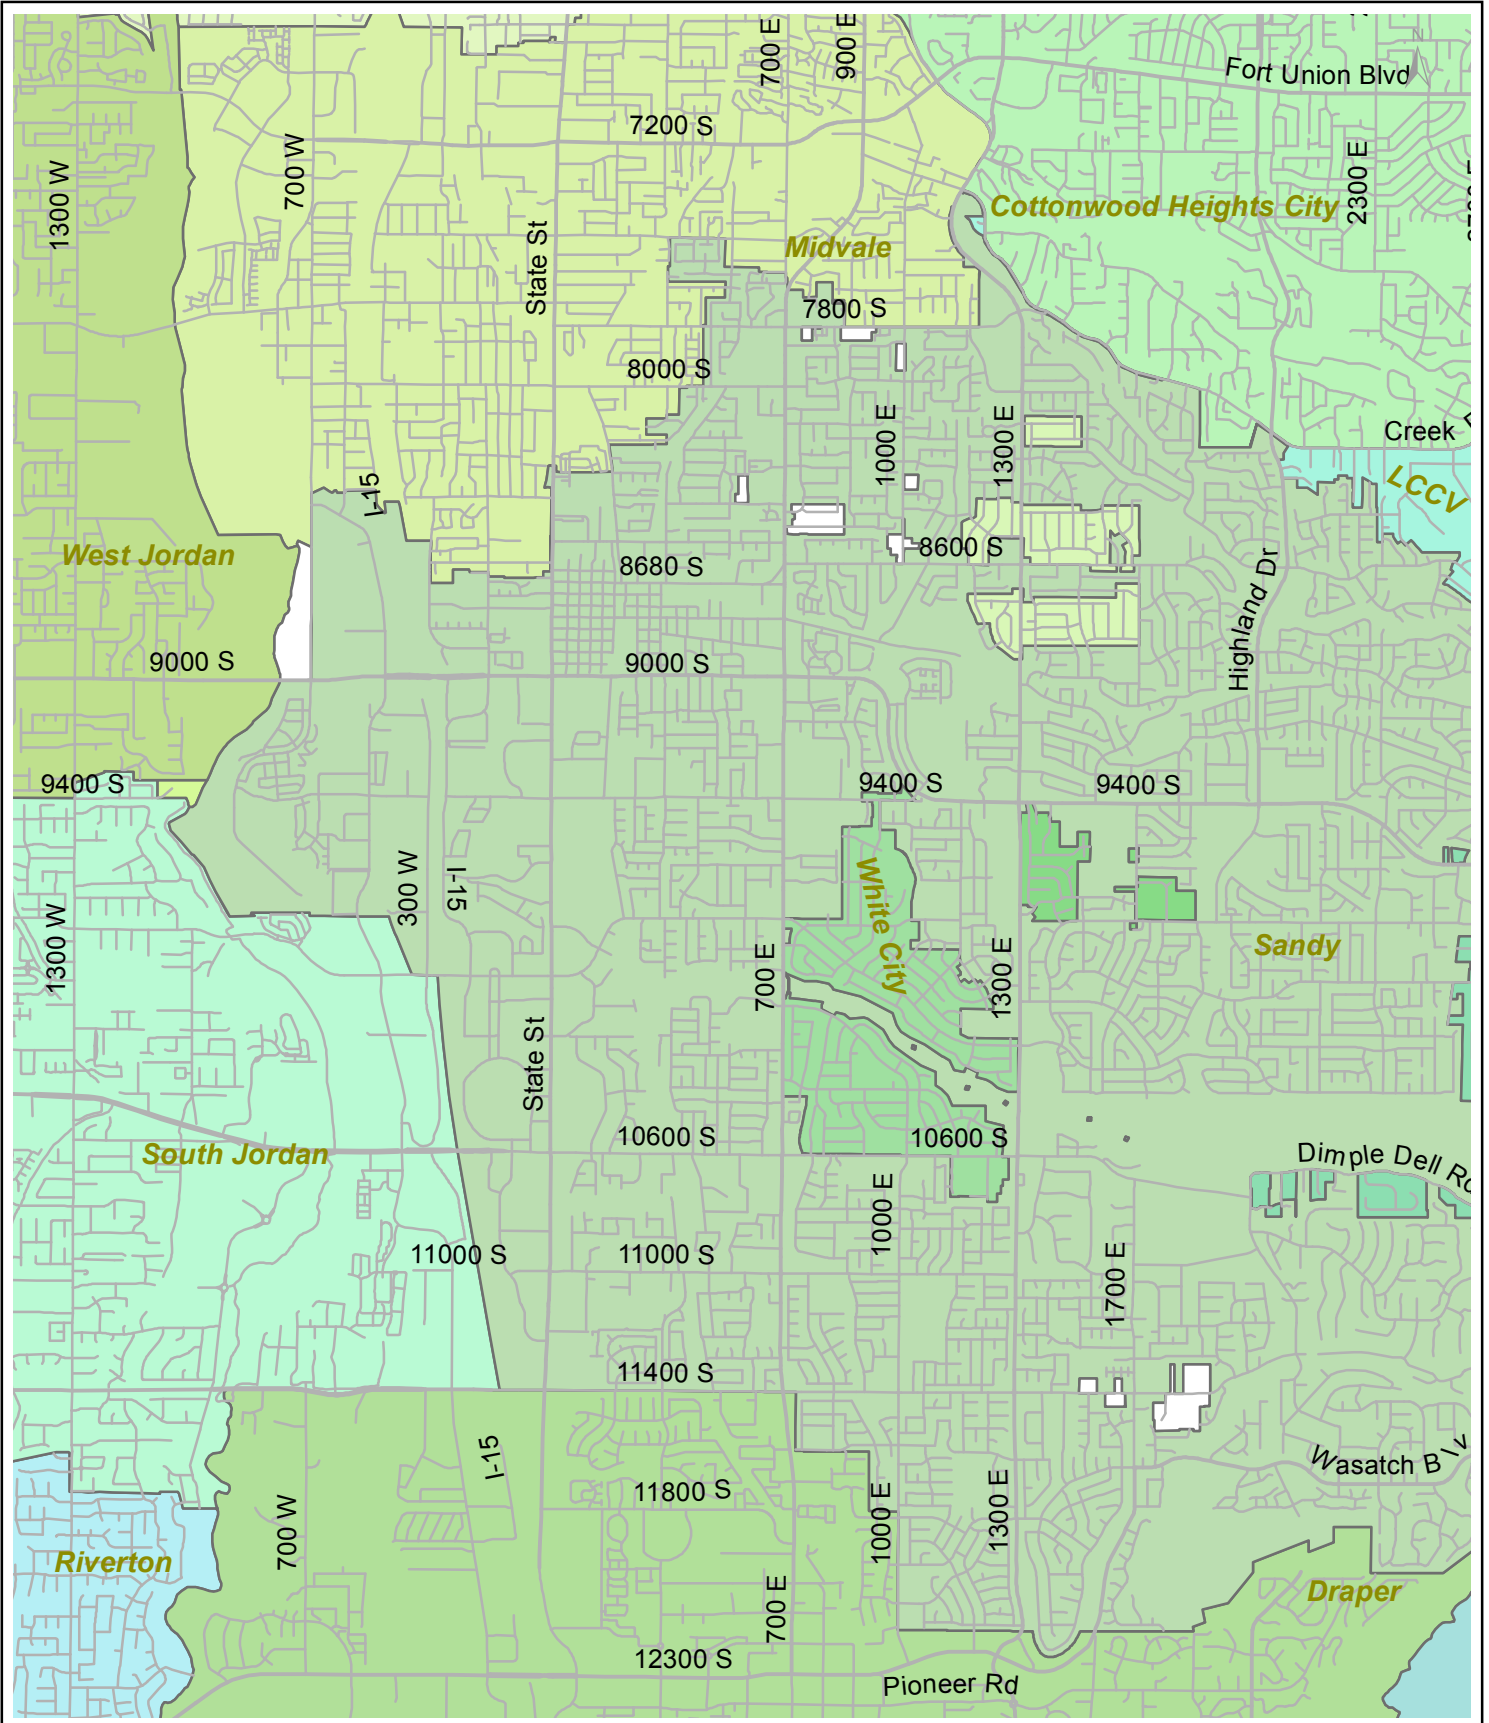 700 E
900 E
Fort Union Blvd
7200 S
1300 W
700 W
2300 E
Cottonwood Heights City
State St
Midvale
7800 S
8000 S
1000 E
1300 E
Creek
I-15
LCCV
West Jordan
8600 S
8680 S
Highland Dr
9000 S
9000 S
9400 S
9400 S
9400 S
300 W
I-15
White City
1300 W
Sandy
700 E
1300 E
State St
10600 S
10600 S
South Jordan
Dimple Dell Rd
1000 E
11000 S
11000 S
1700 E
11400 S
I-15
Wasatch Blv
11800 S
700 W
1000 E
1300 E
Riverton
Draper
700 E
12300 S
Pioneer Rd